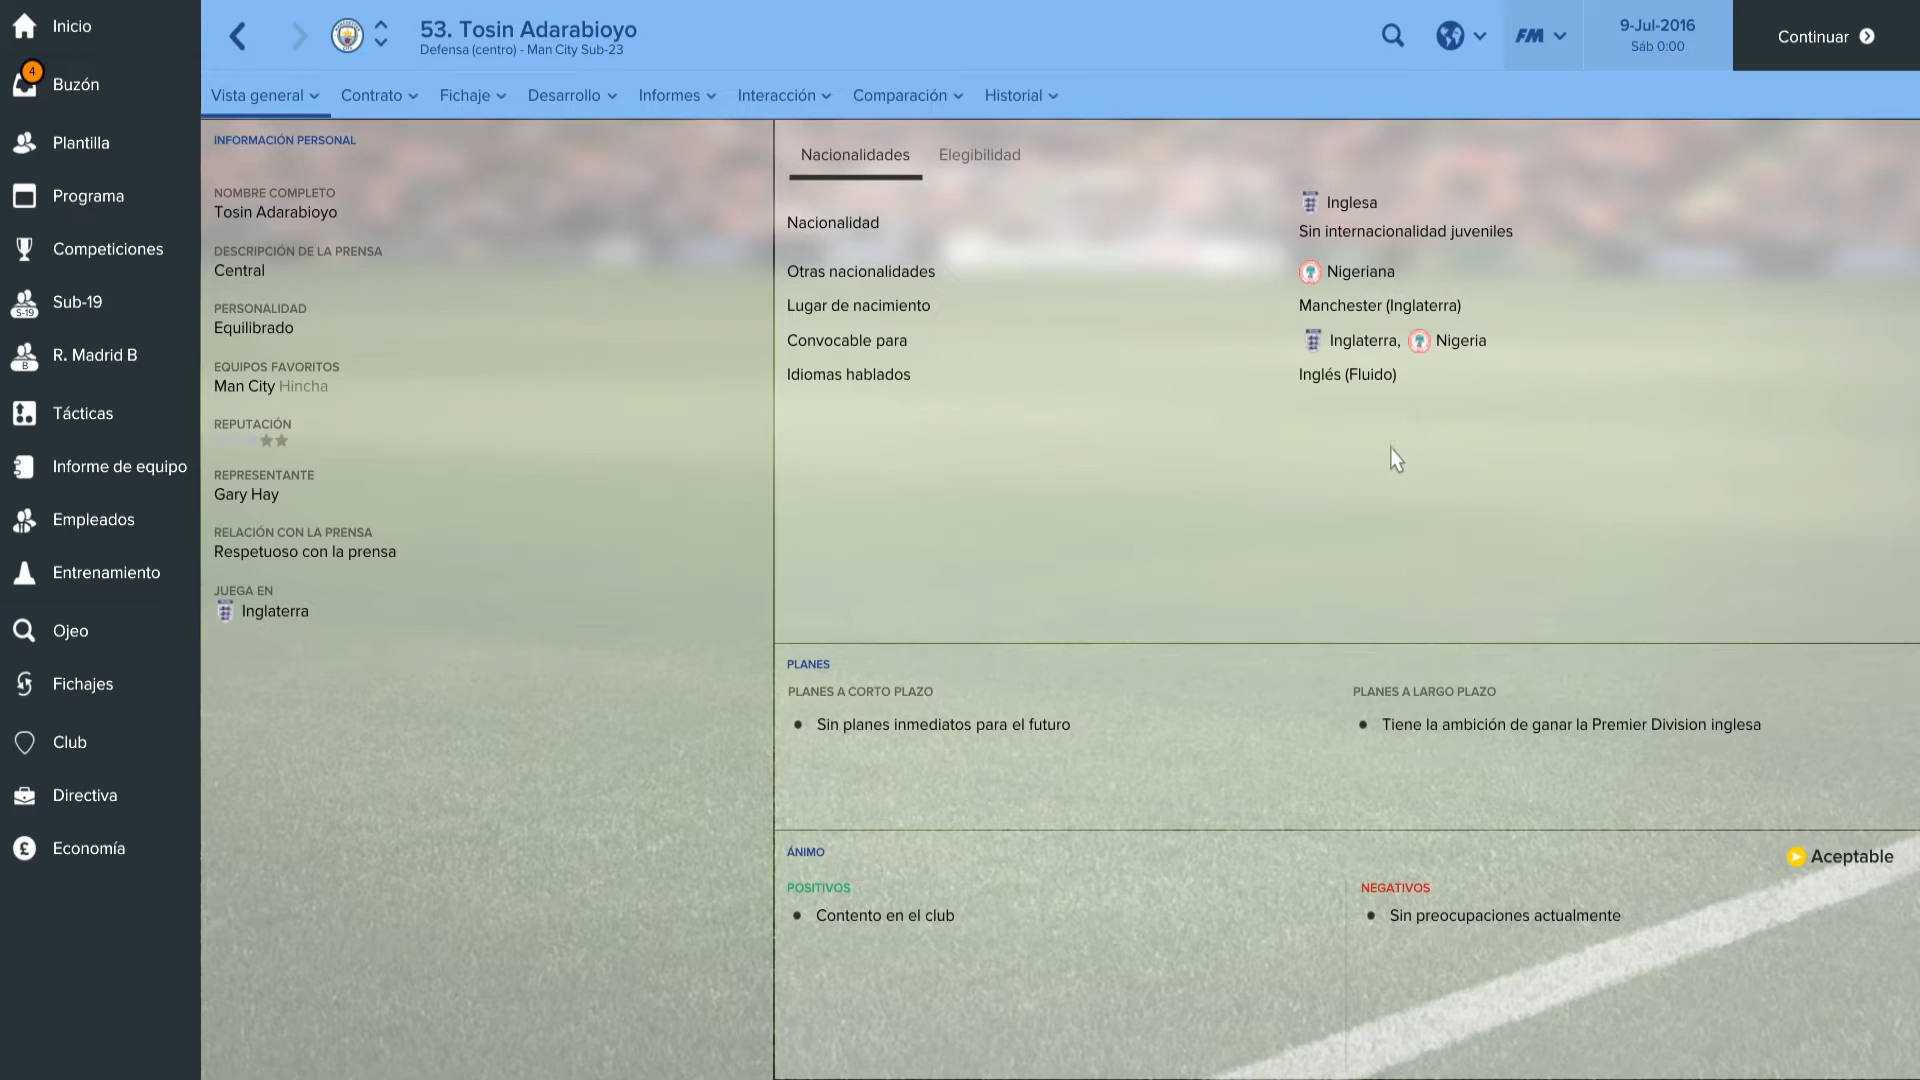 Inicio
4
Buzón
Plantilla
Programa
Competiciones
S-19
Sub-19
B
R. Madrid B
Tácticas
Informe de equipo
Empleados
Entrenamiento
Ojeo
Fichajes
Club
Directiva
Economía
53. Tosin Adarabioyo
Defensa (centro) - Man City Sub-23
FM
9-Jul-2016
Sáb 0:00
Continuar
Vista general
Contrato
Fichaje
Desarrollo
Informes
Interacción
Comparación
Historial
INFORMACIÓN PERSONAL
NOMBRE COMPLETO
Tosin Adarabioyo
DESCRIPCIÓN DE LA PRENSA
Central
PERSONALIDAD
Equilibrado
EQUIPOS FAVORITOS
Man City Hincha
REPUTACIÓN
REPRESENTANTE
Gary Hay
RELACIÓN CON LA PRENSA
Respetuoso con la prensa
JUEGA EN
Inglaterra
Nacionalidades
Elegibilidad
Nacionalidad
Inglesa
Sin internacionalidad juveniles
Otras nacionalidades
Nigeriana
Lugar de nacimiento
Manchester (Inglaterra)
Convocable para
Inglaterra, Nigeria
Idiomas hablados
Inglés (Fluido)
PLANES
PLANES A CORTO PLAZO
Sin planes inmediatos para el futuro
PLANES A LARGO PLAZO
Tiene la ambición de ganar la Premier Division inglesa
ÁNIMO
Aceptable
POSITIVOS
Contento en el club
NEGATIVOS
Sin preocupaciones actualmente